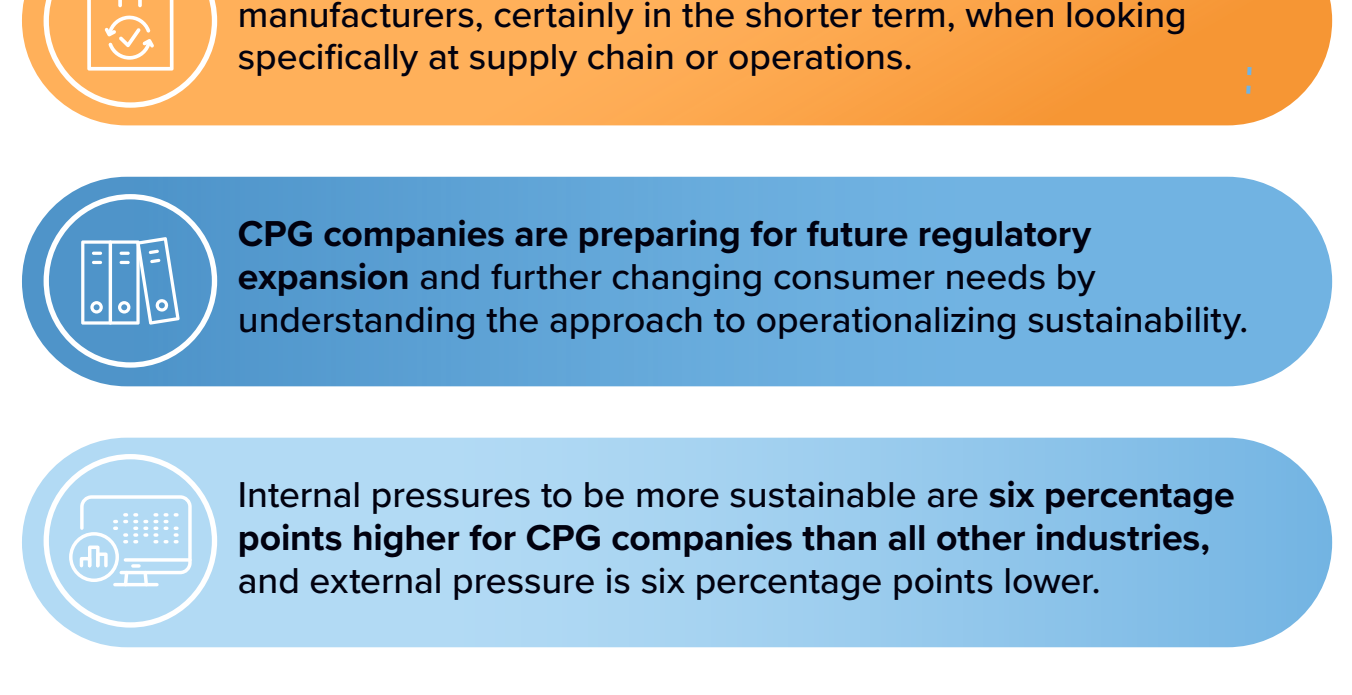 manufacturers, certainly in the shorter term, when looking
specifically at supply chain or operations.
CPG companies are preparing for future regulatory
expansion and further changing consumer needs by
understanding the approach to operationalizing sustainability.
Internal pressures to be more sustainable are six percentage
points higher for CPG companies than all other industries,
and external pressure is six percentage points lower.